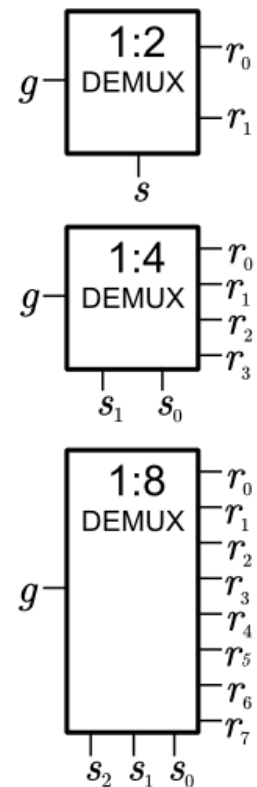 1:2
DEMUX
g
r₀
r₁
s
1:4
DEMUX
g
r₀
r₁
r₂
r₃
s₁ s₀
1:8
DEMUX
g
r₀
r₁
r₂
r₃
r₄
r₅
r₆
r₇
s₂ s₁ s₀